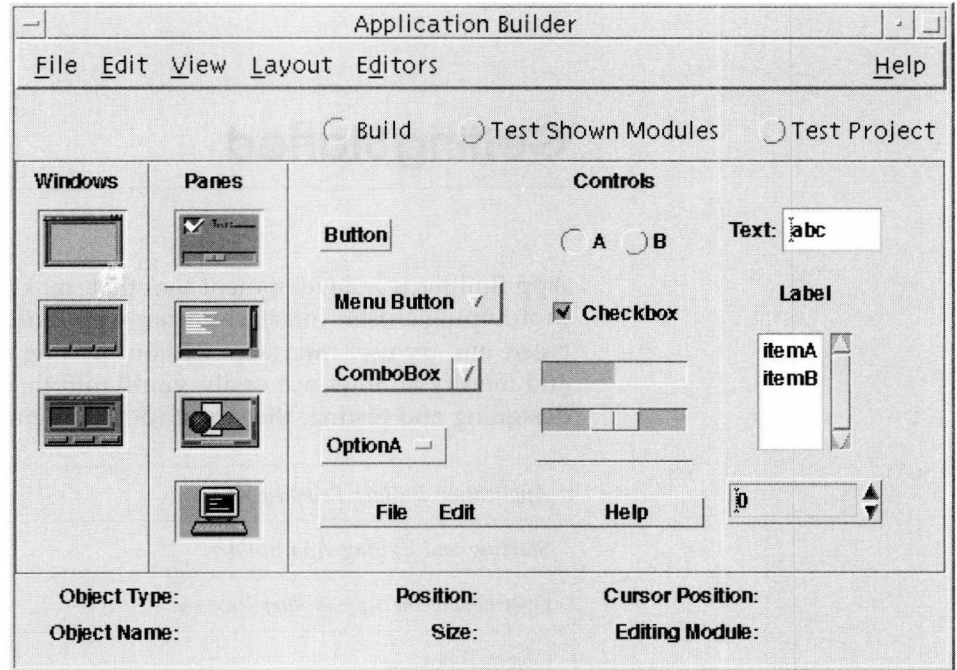 Application Builder
File Edit View Layout Editors Help
Build Test Shown Modules Test Project
Windows Panes Controls
Button
A B
Text: abc
Menu Button
Checkbox
Label
ComboBox
itemA
itemB
OptionA
File Edit Help
0
Object Type: Position: Cursor Position:
Object Name: Size: Editing Module: